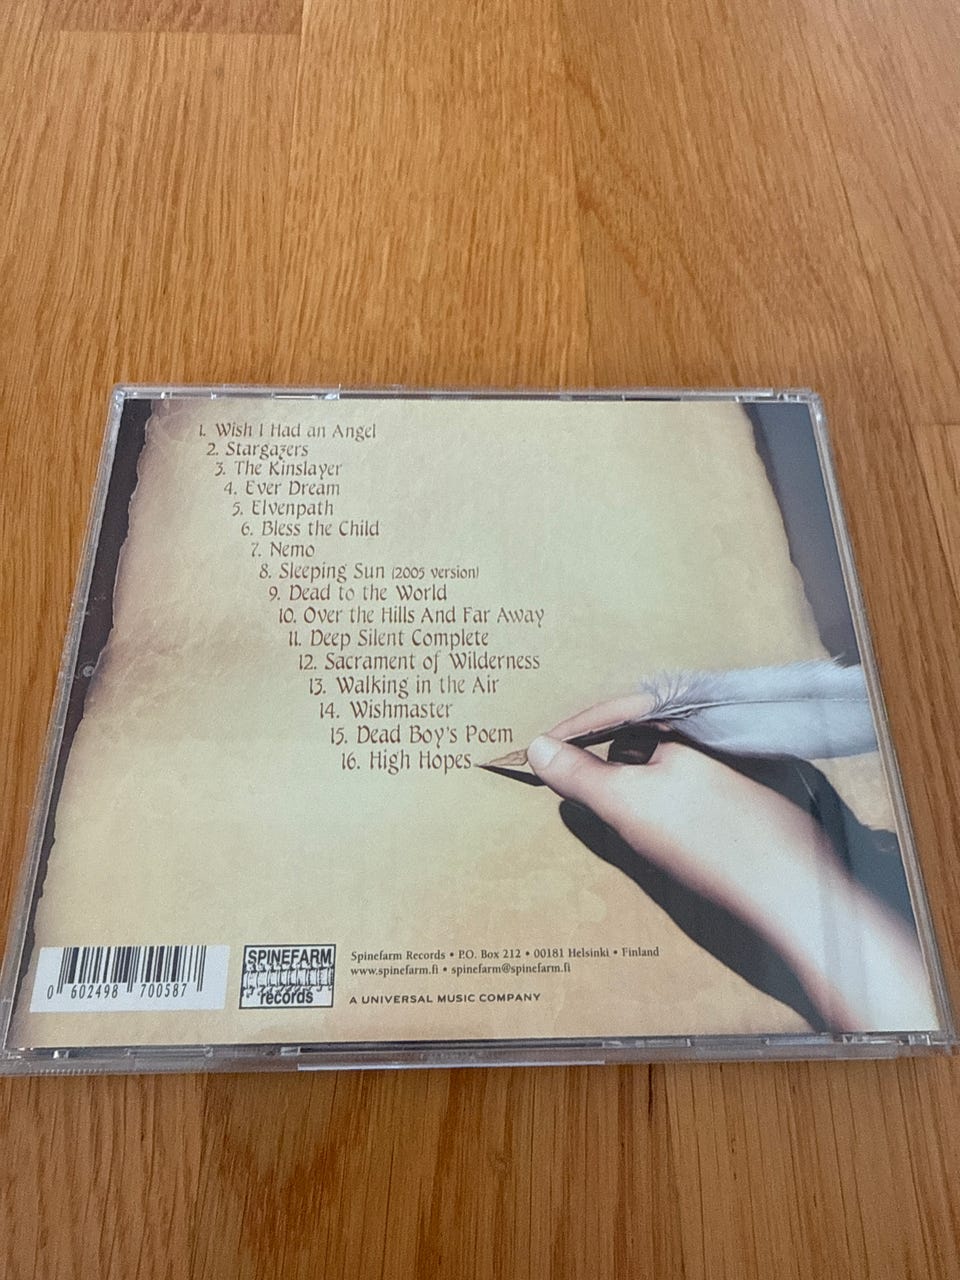 1. Wish I Had an Angel
2. Stargazers
3. The Kinslayer
4. Ever Dream
5. Elvenpath
6. Bless the Child
7. Nemo
8. Sleeping Sun (2005 version)
9. Dead to the World
10. Over the Hills And Far Away
11. Deep Silent Complete
12. Sacrament of Wilderness
13. Walking in the Air
14. Wishmaster
15. Dead Boy's Poem
16. High Hopes
0 602498 700587
SPINEFARM
records
Spinefarm Records • P.O. Box 212 • 00181 Helsinki • Finland
www.spinefarm.fi • spinefarm@spinefarm.fi
A UNIVERSAL MUSIC COMPANY